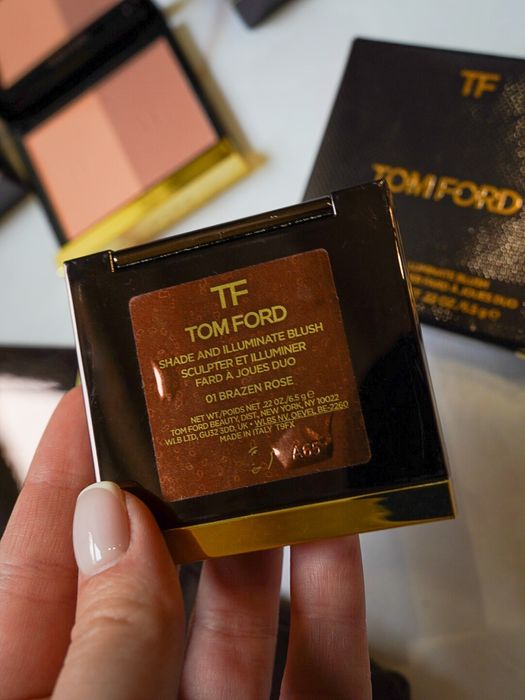 TF
TOM FORD
TF
TOM FORD
SHADE AND ILLUMINATE BLUSH
SCULPTER ET ILLUMINER
FARD À JOUES DUO
01 BRAZEN ROSE
NET WT./POIDS NET .22 OZ./6.5 g ℮
TOM FORD BEAUTY, DIST. NEW YORK, NY 10022
WLB LTD, GU32 3DD, UK • WLBS NV, OEVEL BE-2260
MADE IN ITALY T9FX
A65